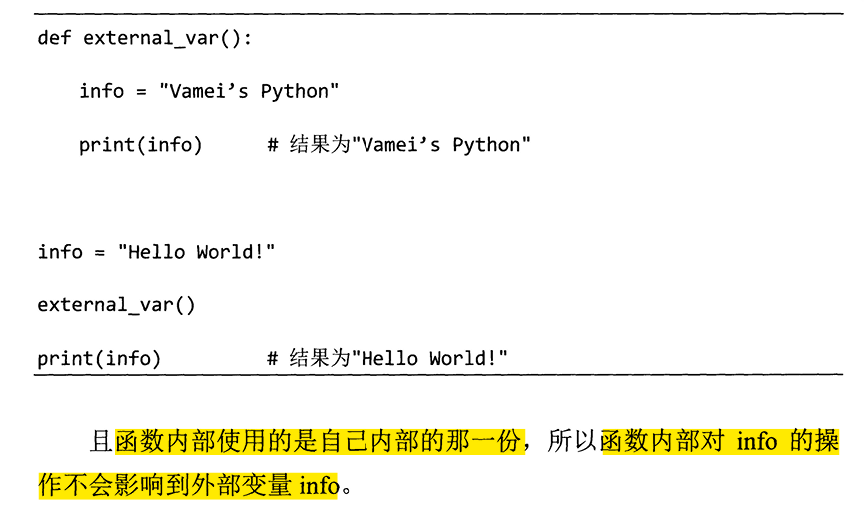 def external_var():
info = "Vamei’s Python"
print(info) # 结果为"Vamei’s Python"
info = "Hello World!"
external_var()
print(info) # 结果为"Hello World!"
且函数内部使用的是自己内部的那一份，所以函数内部对 info 的操
作不会影响到外部变量 info。